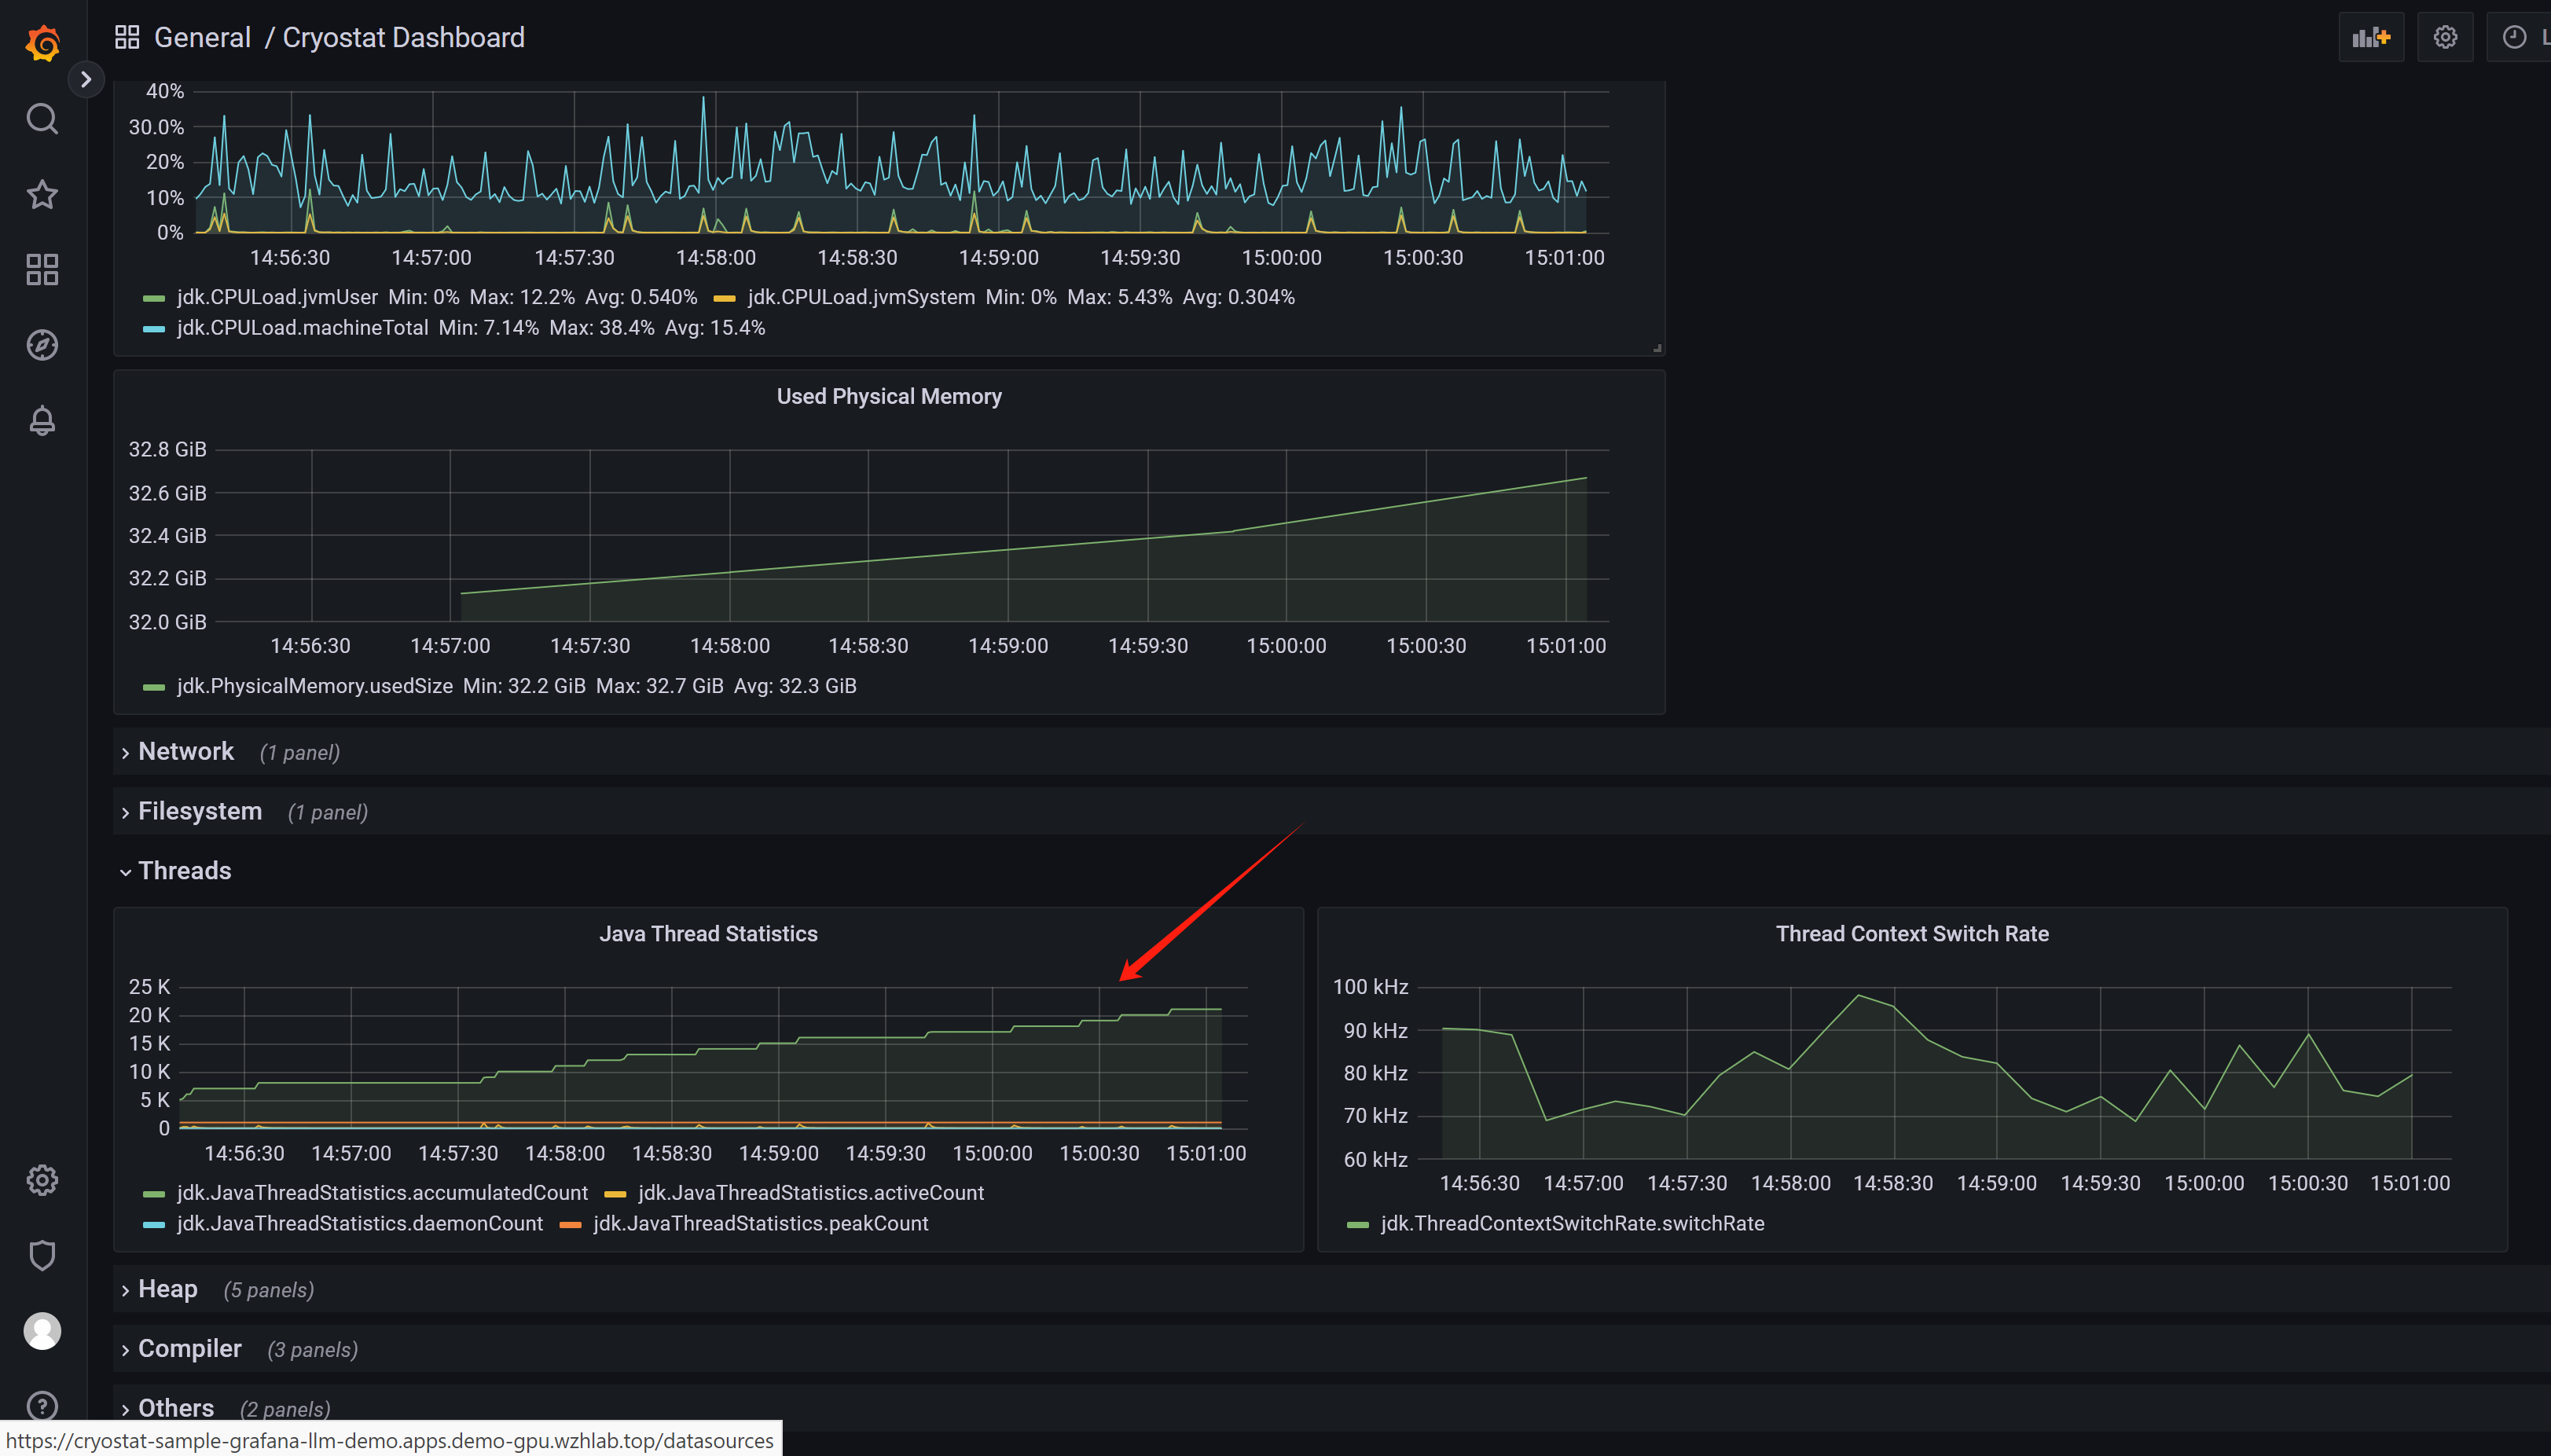 General / Cryostat Dashboard
L
40%
30.0%
20%
10%
0%
14:56:30 14:57:00 14:57:30 14:58:00 14:58:30 14:59:00 14:59:30 15:00:00 15:00:30 15:01:00
jdk.CPULoad.jvmUser Min: 0% Max: 12.2% Avg: 0.540% jdk.CPULoad.jvmSystem Min: 0% Max: 5.43% Avg: 0.304%
jdk.CPULoad.machineTotal Min: 7.14% Max: 38.4% Avg: 15.4%
Used Physical Memory
32.8 GiB
32.6 GiB
32.4 GiB
32.2 GiB
32.0 GiB
14:56:30 14:57:00 14:57:30 14:58:00 14:58:30 14:59:00 14:59:30 15:00:00 15:00:30 15:01:00
jdk.PhysicalMemory.usedSize Min: 32.2 GiB Max: 32.7 GiB Avg: 32.3 GiB
Network (1 panel)
Filesystem (1 panel)
Threads
Java Thread Statistics
25 K
20 K
15 K
10 K
5 K
0
14:56:30 14:57:00 14:57:30 14:58:00 14:58:30 14:59:00 14:59:30 15:00:00 15:00:30 15:01:00
jdk.JavaThreadStatistics.accumulatedCount jdk.JavaThreadStatistics.activeCount
jdk.JavaThreadStatistics.daemonCount jdk.JavaThreadStatistics.peakCount
Thread Context Switch Rate
100 kHz
90 kHz
80 kHz
70 kHz
60 kHz
14:56:30 14:57:00 14:57:30 14:58:00 14:58:30 14:59:00 14:59:30 15:00:00 15:00:30 15:01:00
jdk.ThreadContextSwitchRate.switchRate
Heap (5 panels)
Compiler (3 panels)
Others (2 panels)
https://cryostat-sample-grafana-llm-demo.apps.demo-gpu.wzhlab.top/datasources